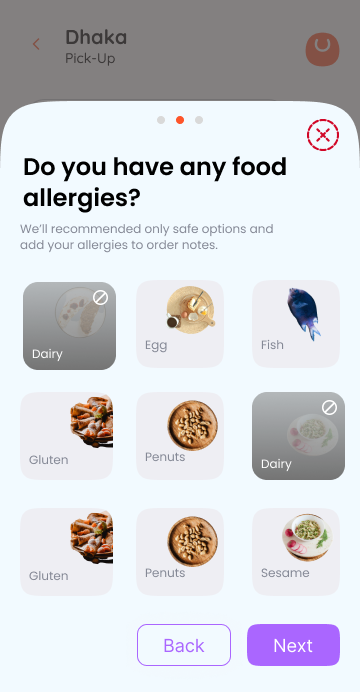 Dhaka
Pick-Up
Do you have any food
allergies?
We’ll recommended only safe options and
add your allergies to order notes.
Dairy
Egg
Fish
Gluten
Penuts
Dairy
Gluten
Penuts
Sesame
Back
Next